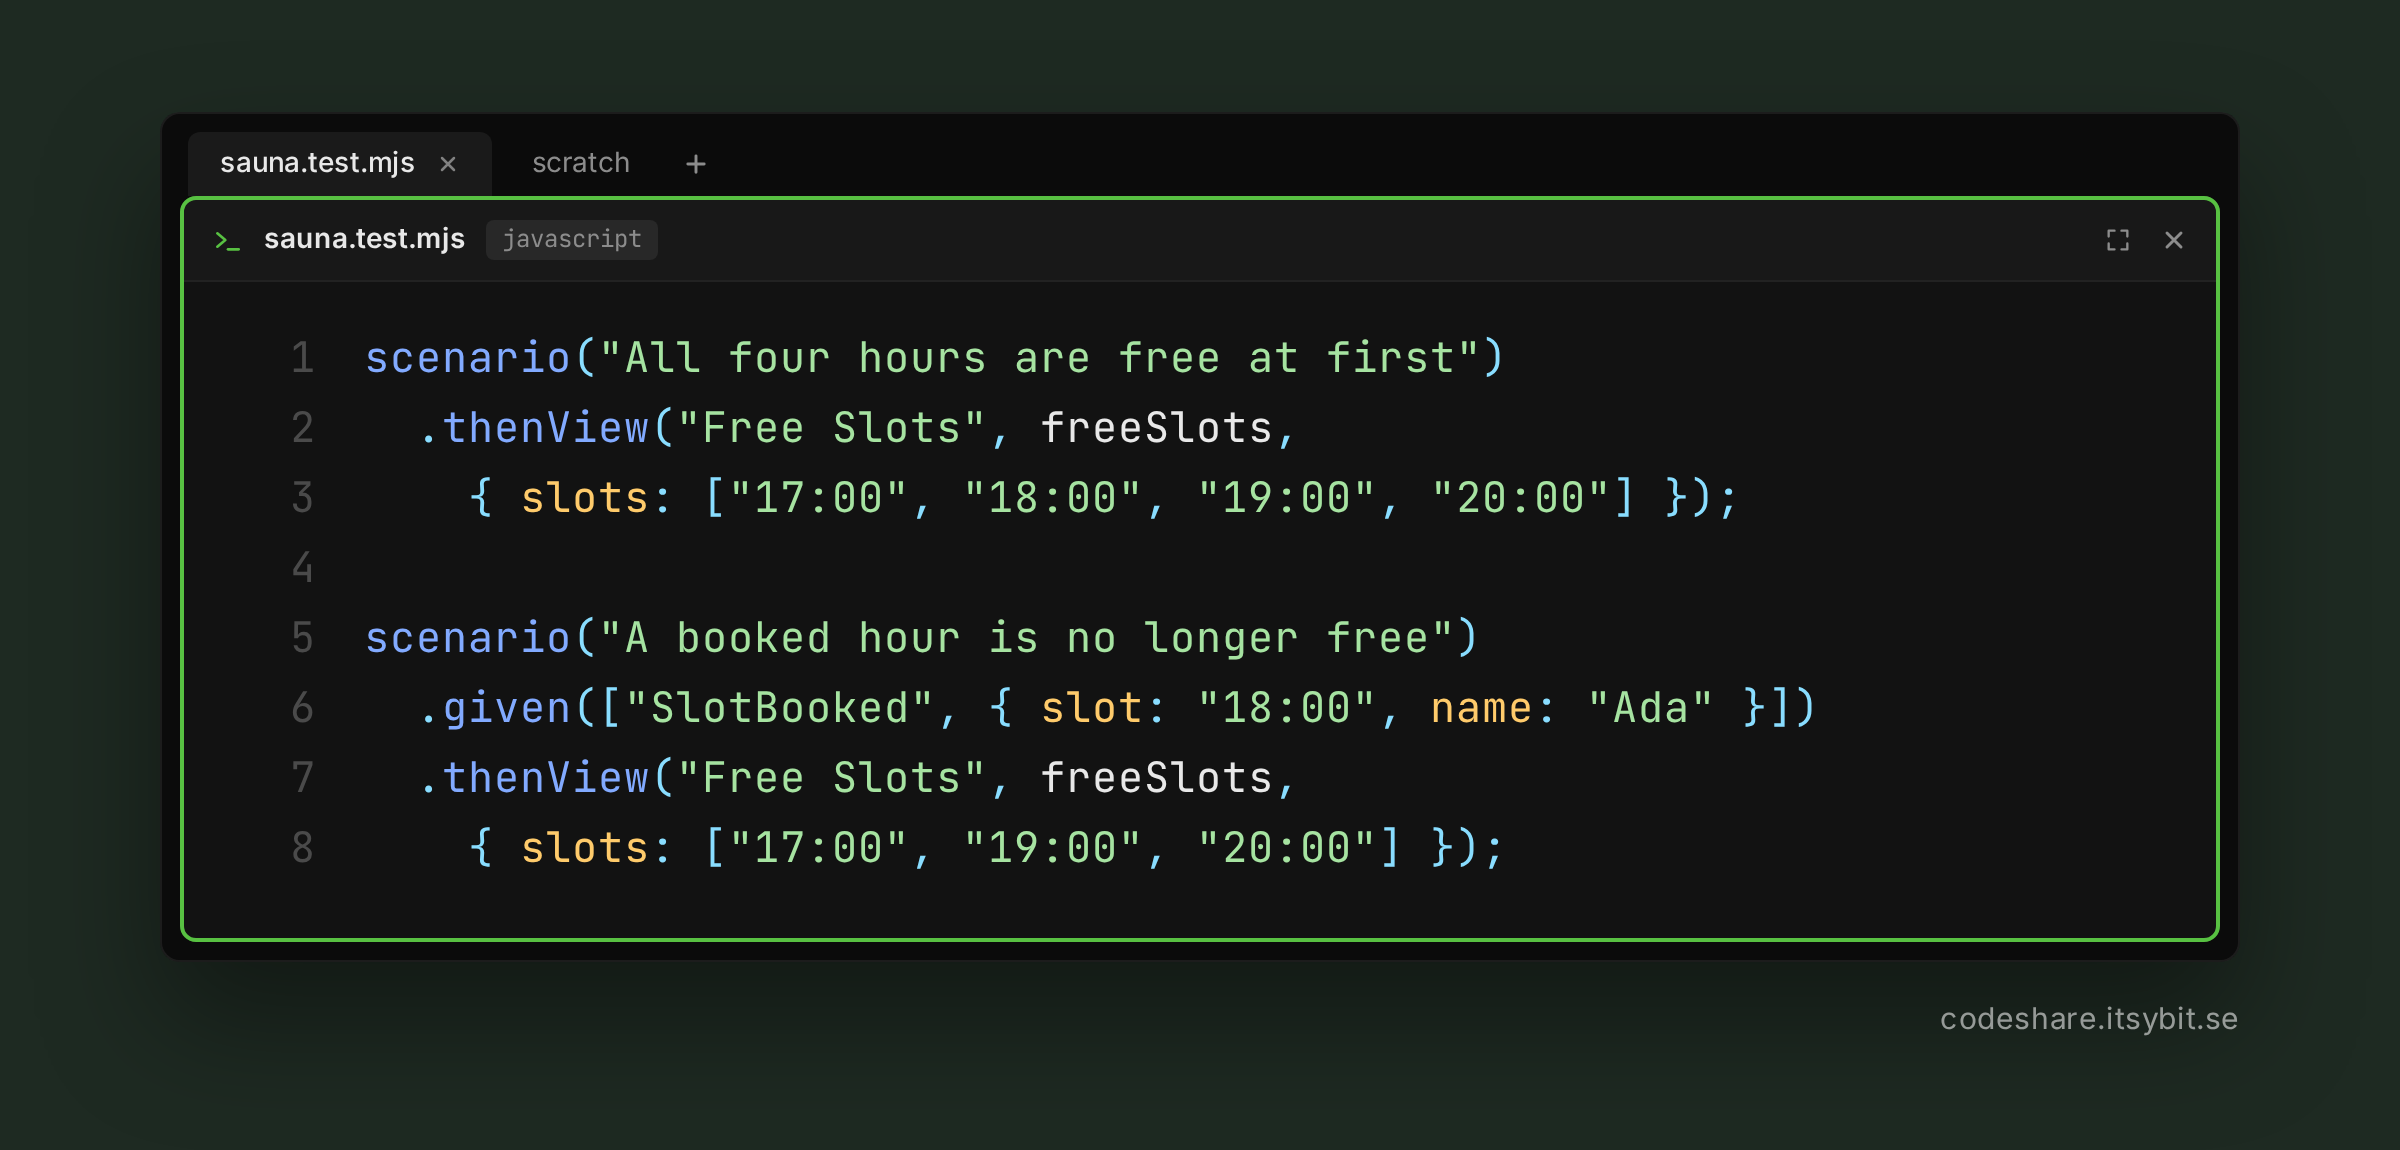 sauna.test.mjs × scratch +
>_ sauna.test.mjs javascript ×
1 scenario("All four hours are free at first")
2   .thenView("Free Slots", freeSlots,
3     { slots: ["17:00", "18:00", "19:00", "20:00"] });
4
5 scenario("A booked hour is no longer free")
6   .given(["SlotBooked", { slot: "18:00", name: "Ada" }])
7   .thenView("Free Slots", freeSlots,
8     { slots: ["17:00", "19:00", "20:00"] });
codeshare.itsybit.se